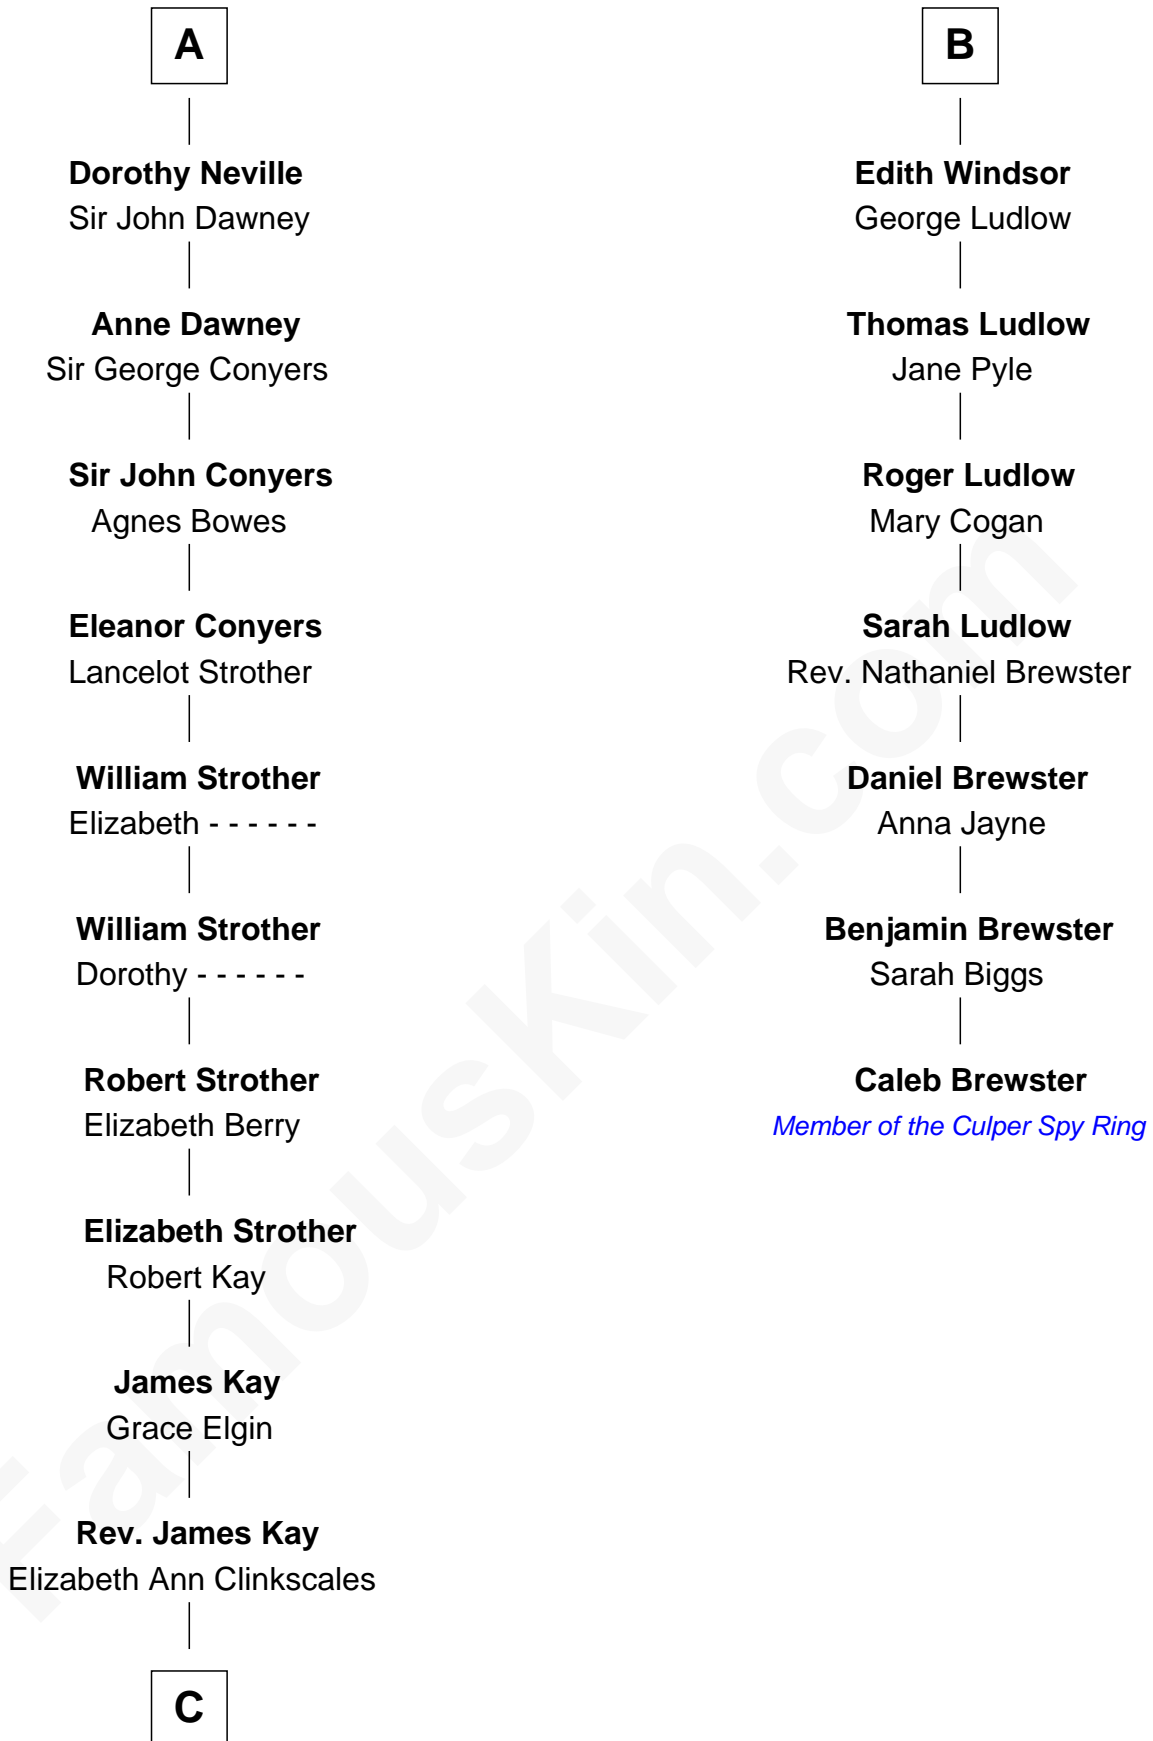 A
Dorothy Neville
Sir John Dawney
Anne Dawney
Sir George Conyers
Sir John Conyers
Agnes Bowes
Eleanor Conyers
Lancelot Strother
William Strother
Elizabeth - - - - - -
William Strother
Dorothy - - - - - -
Robert Strother
Elizabeth Berry
Elizabeth Strother
Robert Kay
James Kay
Grace Elgin
Rev. James Kay
Elizabeth Ann Clinkscales
C
B
Edith Windsor
George Ludlow
Thomas Ludlow
Jane Pyle
Roger Ludlow
Mary Cogan
Sarah Ludlow
Rev. Nathaniel Brewster
Daniel Brewster
Anna Jayne
Benjamin Brewster
Sarah Biggs
Caleb Brewster
Member of the Culper Spy Ring
FamousKin.com